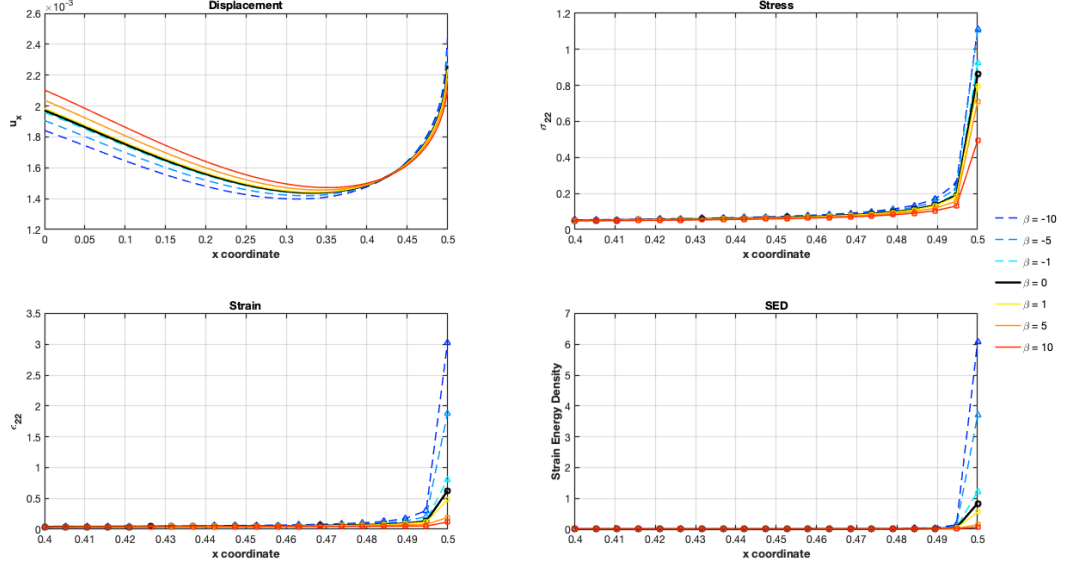 Displacement
×10⁻³
2.6
2.4
2.2
2
1.8
1.6
1.4
1.2
uₓ
0 0.05 0.1 0.15 0.2 0.25 0.3 0.35 0.4 0.45 0.5
x coordinate
Stress
1.2
1
0.8
0.6
0.4
0.2
0
σ₂₂
0.4 0.41 0.42 0.43 0.44 0.45 0.46 0.47 0.48 0.49 0.5
x coordinate
β = -10
β = -5
β = -1
β = 0
β = 1
β = 5
β = 10
Strain
3.5
3
2.5
2
1.5
1
0.5
0
ε₂₂
0.4 0.41 0.42 0.43 0.44 0.45 0.46 0.47 0.48 0.49 0.5
x coordinate
SED
7
6
5
4
3
2
1
0
Strain Energy Density
0.4 0.41 0.42 0.43 0.44 0.45 0.46 0.47 0.48 0.49 0.5
x coordinate